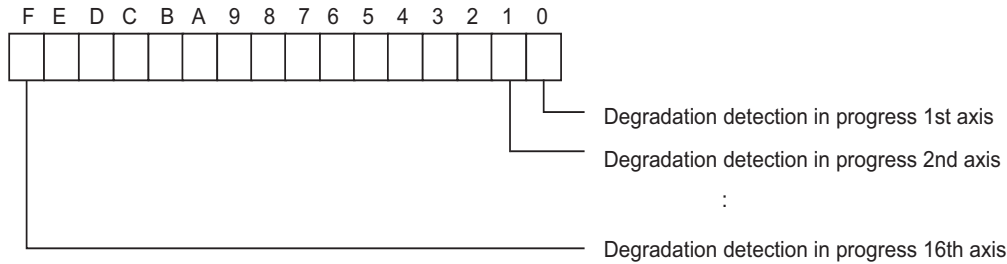 F E D C B A 9 8 7 6 5 4 3 2 1 0
Degradation detection in progress 1st axis
Degradation detection in progress 2nd axis
:
Degradation detection in progress 16th axis